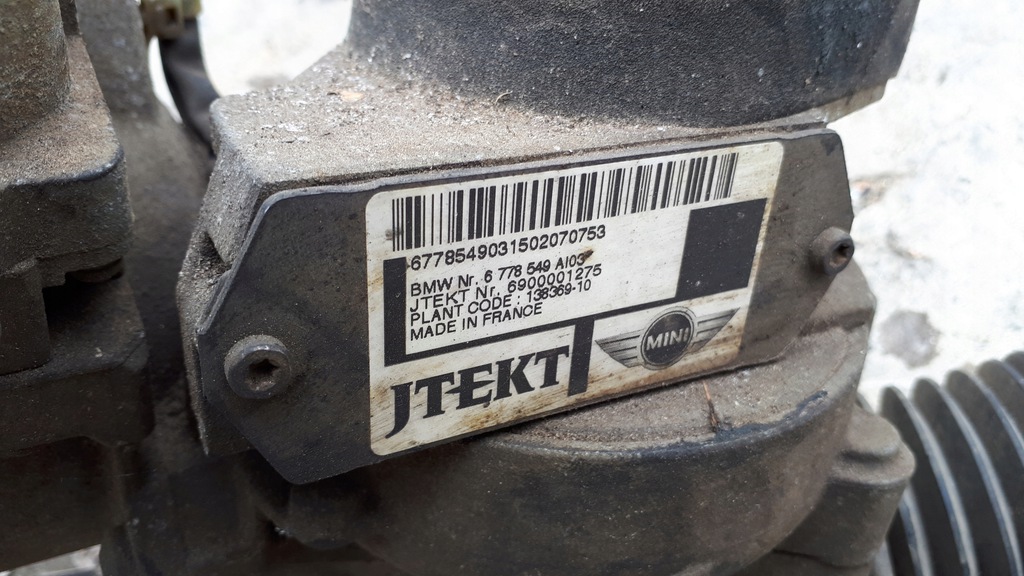 6778549031502070753
BMW Nr. 6 778 549 AI03
JTEKT Nr. 6900001275
PLANT CODE : 138369-10
MADE IN FRANCE
JTEKT
MINI